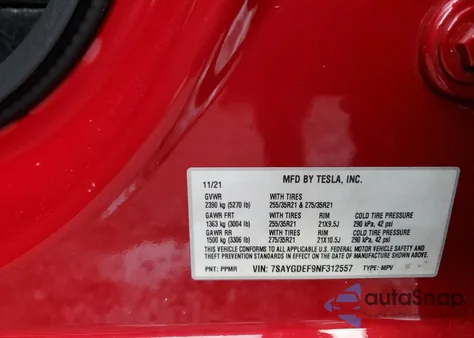 11/21 MFD BY TESLA, INC.
GVWR WITH TIRES
2390 kg (5270 lb) 255/35R21 & 275/35R21
GAWR FRT WITH TIRES RIM COLD TIRE PRESSURE
1363 kg (3004 lb) 255/35R21 21X9.5J 290 kPa, 42 psi
GAWR RR WITH TIRES RIM COLD TIRE PRESSURE
1500 kg (3306 lb) 275/35R21 21X10.5J 290 kPa, 42 psi
THIS VEHICLE CONFORMS TO ALL APPLICABLE U.S. FEDERAL MOTOR VEHICLE SAFETY
AND THEFT PREVENTION STANDARDS IN EFFECT ON THE DATE OF MANUFACTURE
SHOWN ABOVE.
PNT: PPMR VIN: 7SAYGDEF9NF312557 TYPE: MPV
autoSnap